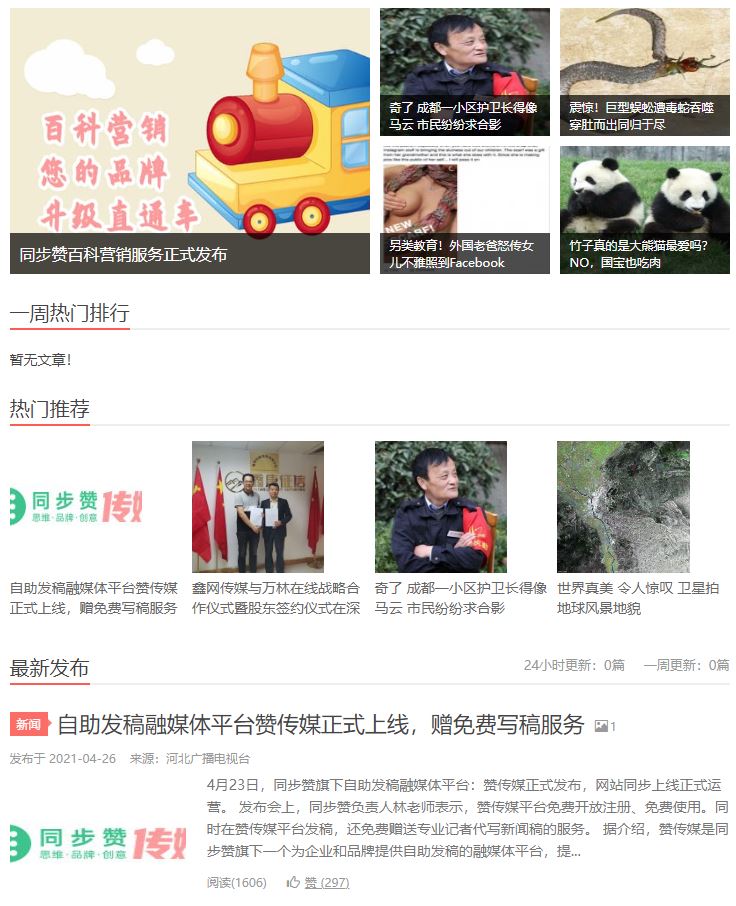 百科营销
您的品牌
升级直通车
同步赞百科营销服务正式发布
奇了 成都一小区护卫长得像
马云 市民纷纷求合影
震惊！巨型蜈蚣遭毒蛇吞噬
穿肚而出同归于尽
另类教育！外国老爸怒传女
儿不雅照到Facebook
竹子真的是大熊猫最爱吗？
NO，国宝也吃肉
一周热门排行
暂无文章！
热门推荐
同步赞
思维·品牌·创意
自助发稿融媒体平台赞传媒
正式上线，赠免费写稿服务
鑫网传媒与万林在线战略合
作仪式暨股东签约仪式在深
奇了 成都一小区护卫长得像
马云 市民纷纷求合影
世界真美 令人惊叹 卫星拍
地球风景地貌
最新发布
24小时更新：0篇 一周更新：0篇
新闻 自助发稿融媒体平台赞传媒正式上线，赠免费写稿服务 1
发布于 2021-04-26 来源：河北广播电视台
4月23日，同步赞旗下自助发稿融媒体平台：赞传媒正式发布，网站同步上线正式运
营。 发布会上，同步赞负责人林老师表示，赞传媒平台免费开放注册、免费使用。同
时在赞传媒平台发稿，还免费赠送专业记者代写新闻稿的服务。 据介绍，赞传媒是同
步赞旗下一个为企业和品牌提供自助发稿的融媒体平台，提...
同步赞
思维·品牌·创意
阅读(1606) 赞 (297)